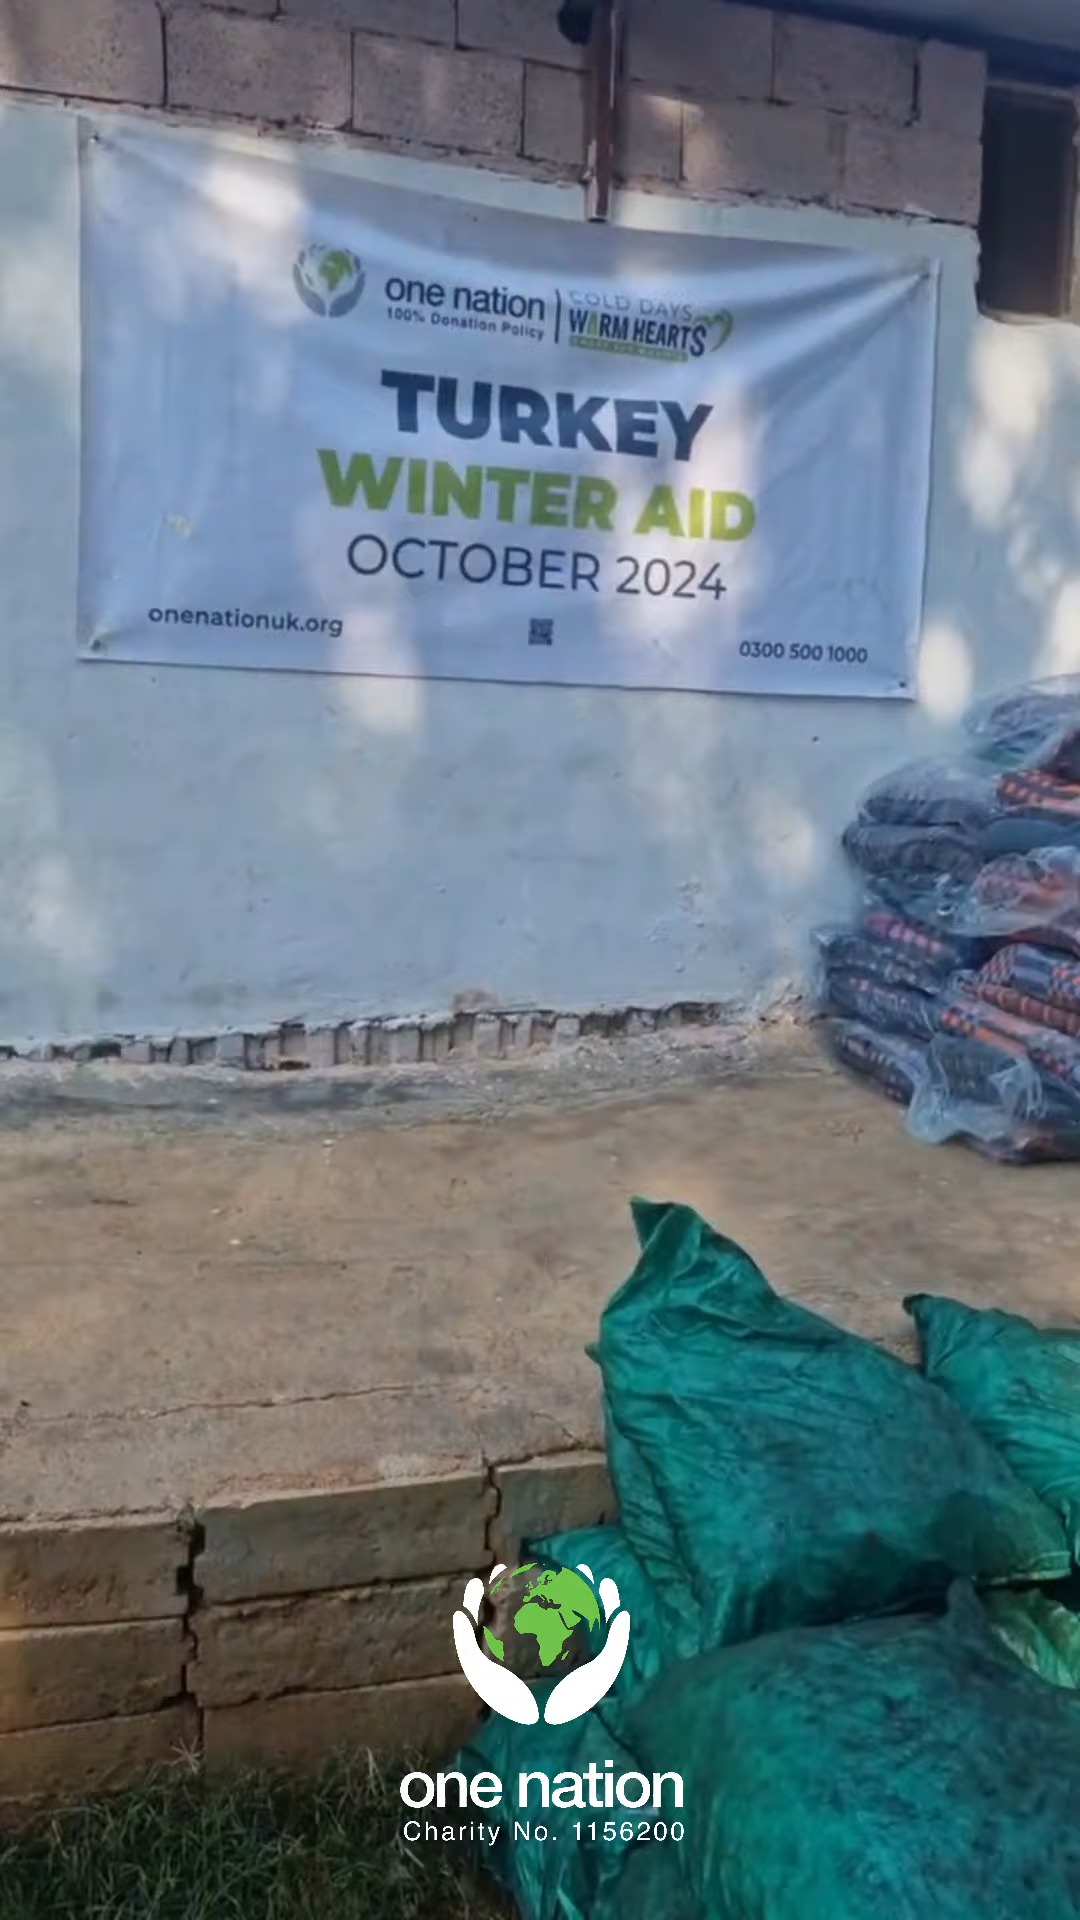 one nation
100% Donation Policy
COLD DAYS
WARM HEARTS
TURKEY
WINTER AID
OCTOBER 2024
onenationuk.org
0300 500 1000
one nation
Charity No. 1156200